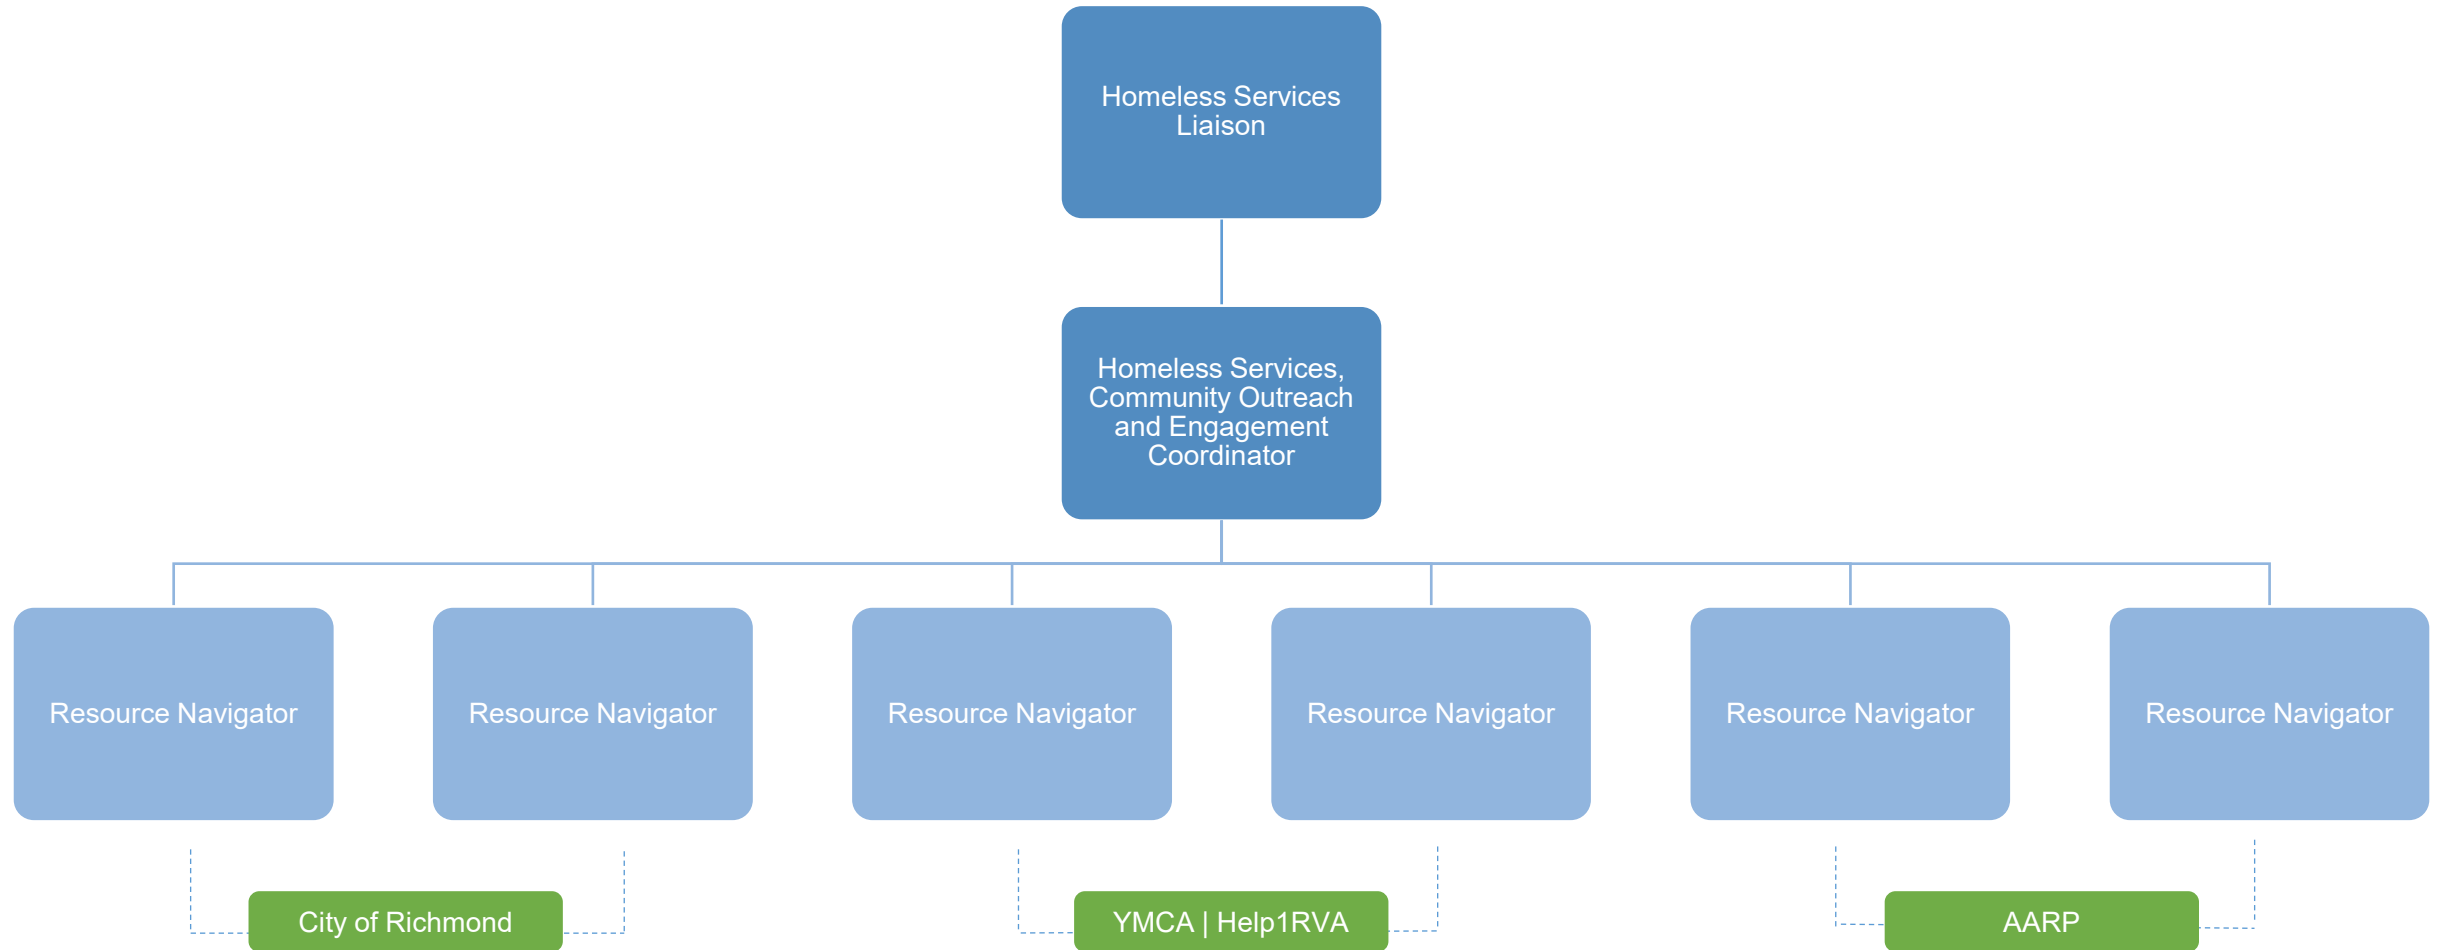 Homeless Services
Liaison
Homeless Services,
Community Outreach
and Engagement
Coordinator
Resource Navigator
Resource Navigator
Resource Navigator
Resource Navigator
Resource Navigator
Resource Navigator
City of Richmond
YMCA | Help1RVA
AARP